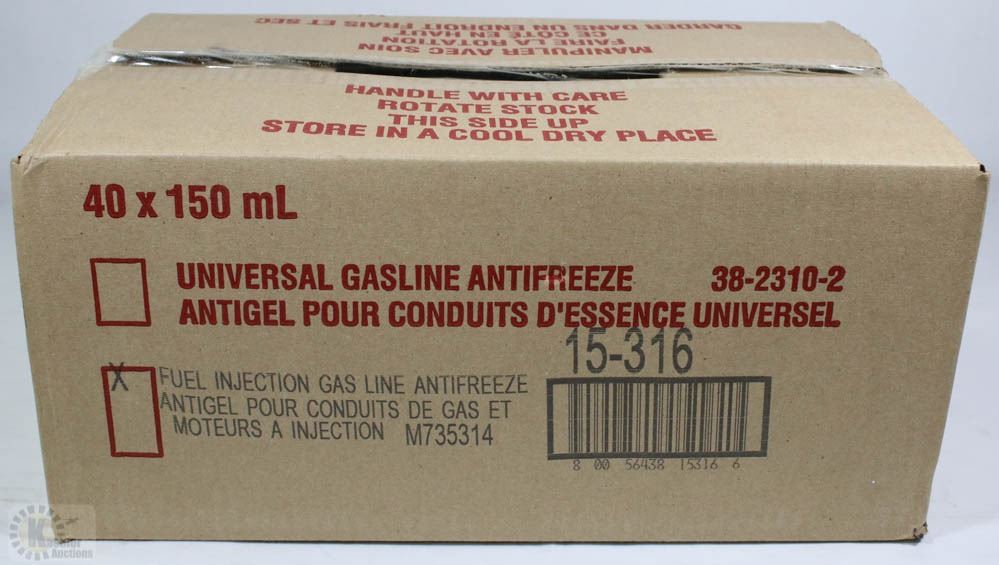 GARDER DANS UN ENDROIT FRAIS ET SEC
CE CÔTÉ EN HAUT
FAIRE LA ROTATION
MANIPULER AVEC SOIN
HANDLE WITH CARE
ROTATE STOCK
THIS SIDE UP
STORE IN A COOL DRY PLACE
40 x 150 mL
UNIVERSAL GASLINE ANTIFREEZE 38-2310-2
ANTIGEL POUR CONDUITS D'ESSENCE UNIVERSEL
15-316
X FUEL INJECTION GAS LINE ANTIFREEZE
ANTIGEL POUR CONDUITS DE GAS ET
MOTEURS A INJECTION M735314
8 00 56438 15316 6
Auctions